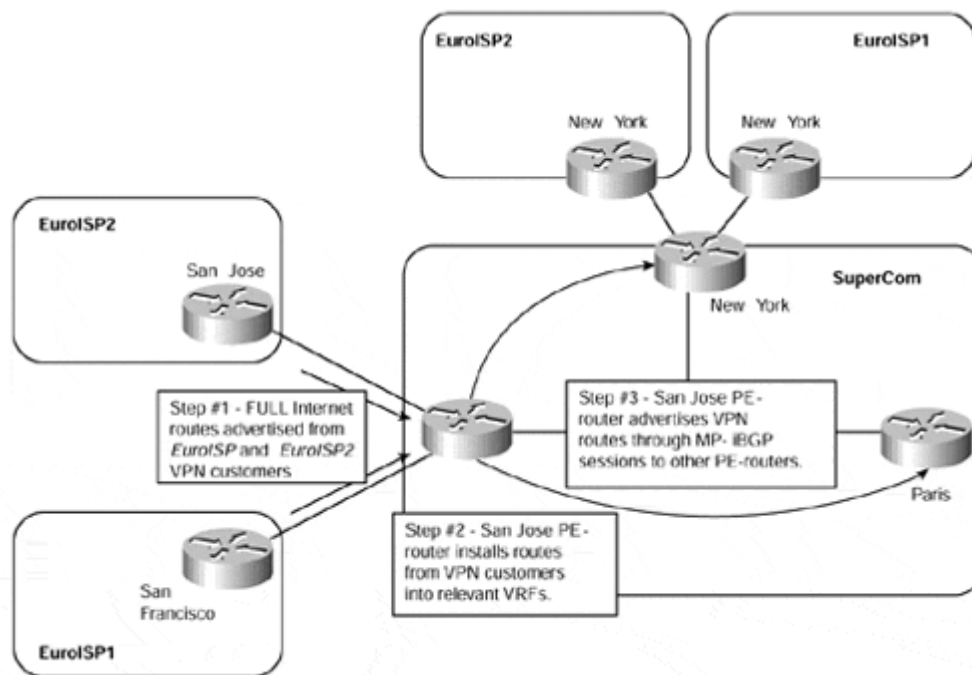 EuroISP2
EuroISP1
New York
New York
EuroISP2
San Jose
SuperCom
New York
Step #1 - FULL Internet
routes advertised from
EuroISP and EuroISP2
VPN customers
Step #3 - San Jose PE-
router advertises VPN
routes through MP- iBGP
sessions to other PE-routers.
Paris
Step #2 - San Jose PE-
router installs routes
from VPN customers
into relevant VRFs.
San
Francisco
EuroISP1